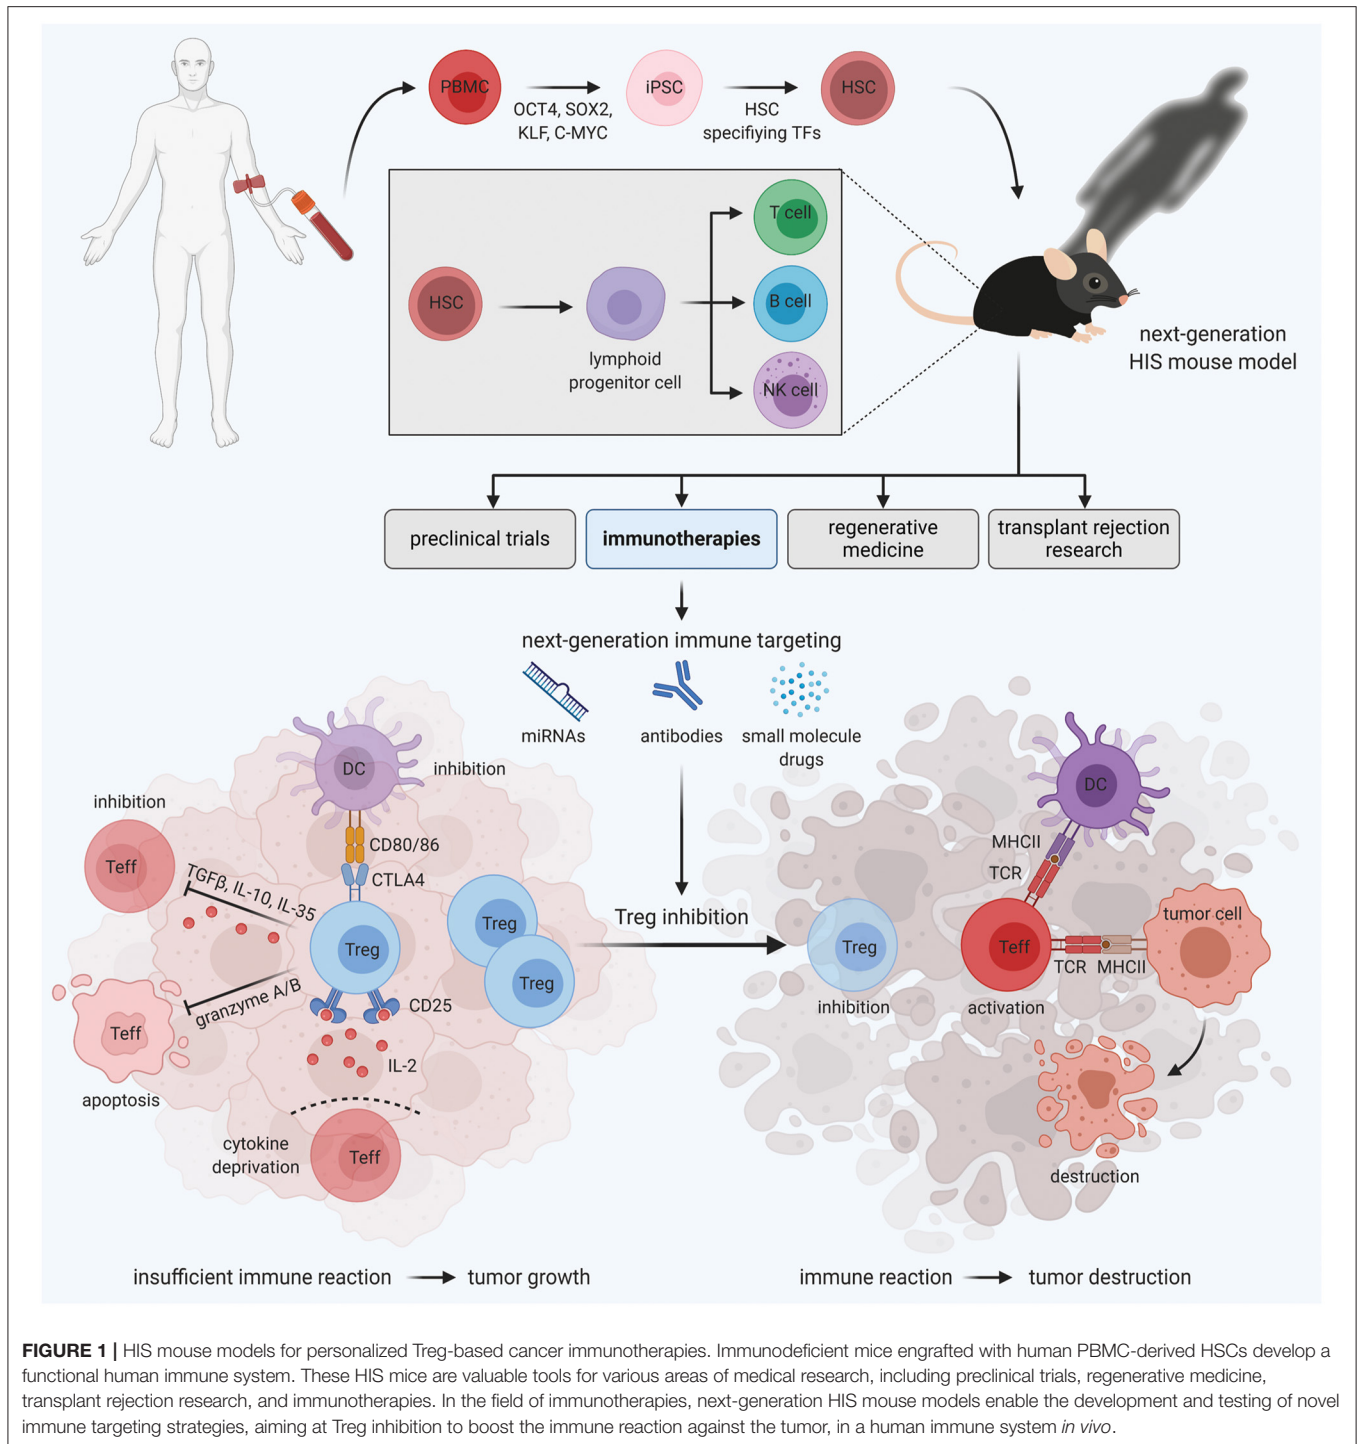 PBMC
OCT4, SOX2,
KLF, C-MYC
iPSC
HSC
specifiying TFs
HSC
HSC
lymphoid
progenitor cell
T cell
B cell
NK cell
next-generation
HIS mouse model
preclinical trials
immunotherapies
regenerative
medicine
transplant rejection
research
next-generation immune targeting
miRNAs
antibodies
small molecule
drugs
DC
inhibition
inhibition
Teff
CD80/86
CTLA4
TGFβ, IL-10, IL-35
Treg
Treg
Treg
granzyme A/B
CD25
Teff
IL-2
apoptosis
cytokine
deprivation
Teff
Treg inhibition
DC
MHCII
TCR
Treg
inhibition
Teff
activation
TCR
MHCII
tumor cell
destruction
insufficient immune reaction
tumor growth
immune reaction
tumor destruction
FIGURE 1 | HIS mouse models for personalized Treg-based cancer immunotherapies. Immunodeficient mice engrafted with human PBMC-derived HSCs develop a
functional human immune system. These HIS mice are valuable tools for various areas of medical research, including preclinical trials, regenerative medicine,
transplant rejection research, and immunotherapies. In the field of immunotherapies, next-generation HIS mouse models enable the development and testing of novel
immune targeting strategies, aiming at Treg inhibition to boost the immune reaction against the tumor, in a human immune system in vivo.